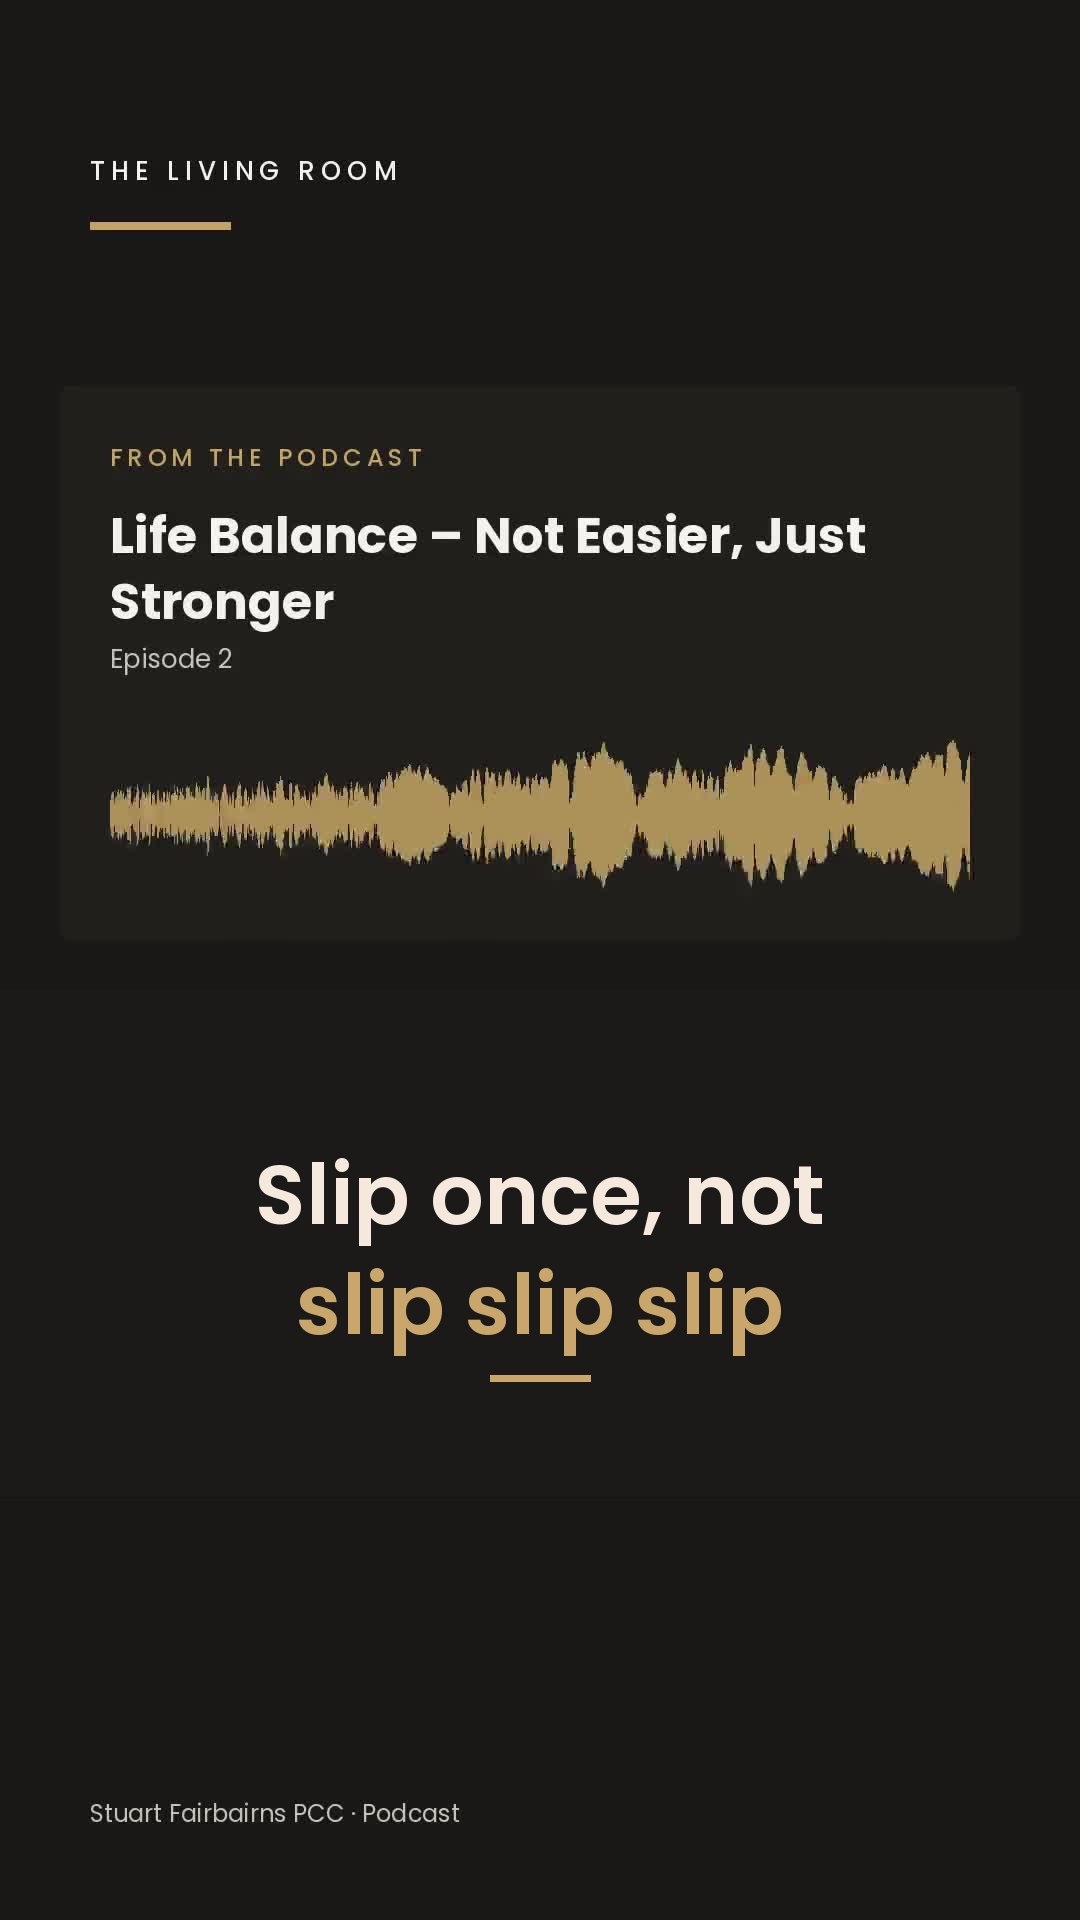 THE LIVING ROOM
FROM THE PODCAST
Life Balance – Not Easier, Just
Stronger
Episode 2
Slip once, not
slip slip slip
Stuart Fairbairns PCC · Podcast